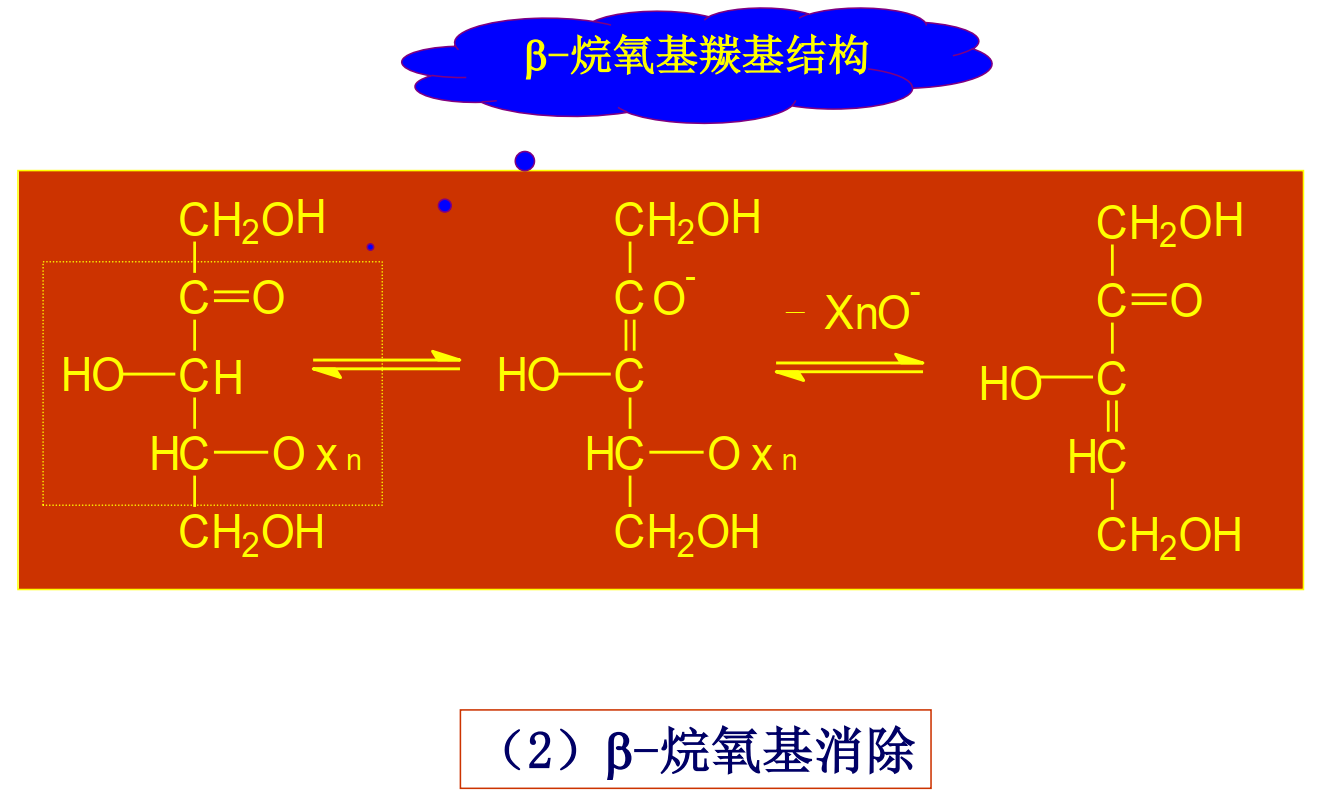 β-烷氧基羰基结构
CH2OH CH2OH CH2OH
C=O C O- - XnO- C=O
HO—CH HO—C HO—C
HC—O x n HC—O x n HC
CH2OH CH2OH CH2OH
（2）β-烷氧基消除